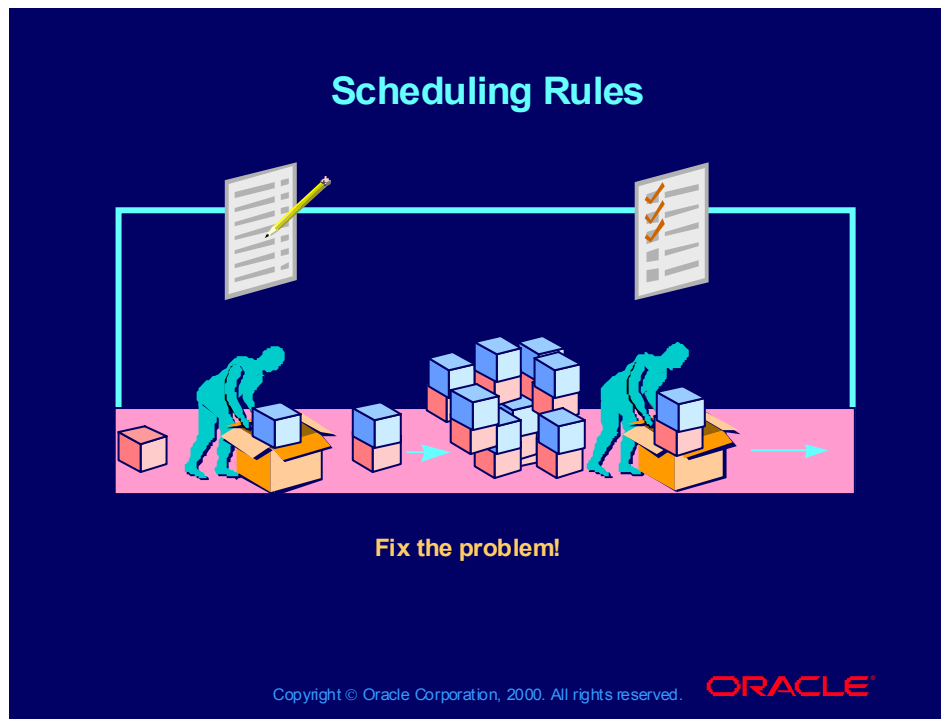 Scheduling Rules
Fix the problem!
Copyright © Oracle Corporation, 2000. All rights reserved.
ORACLE®